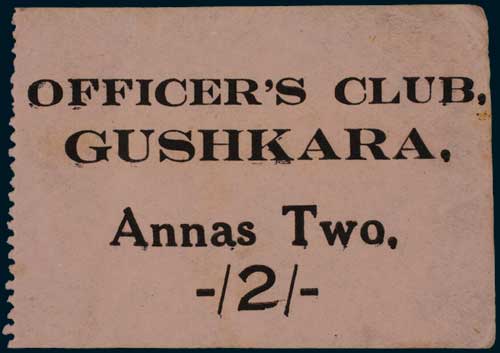 OFFICER'S CLUB,
GUSHKARA,
Annas Two,
-/2/-